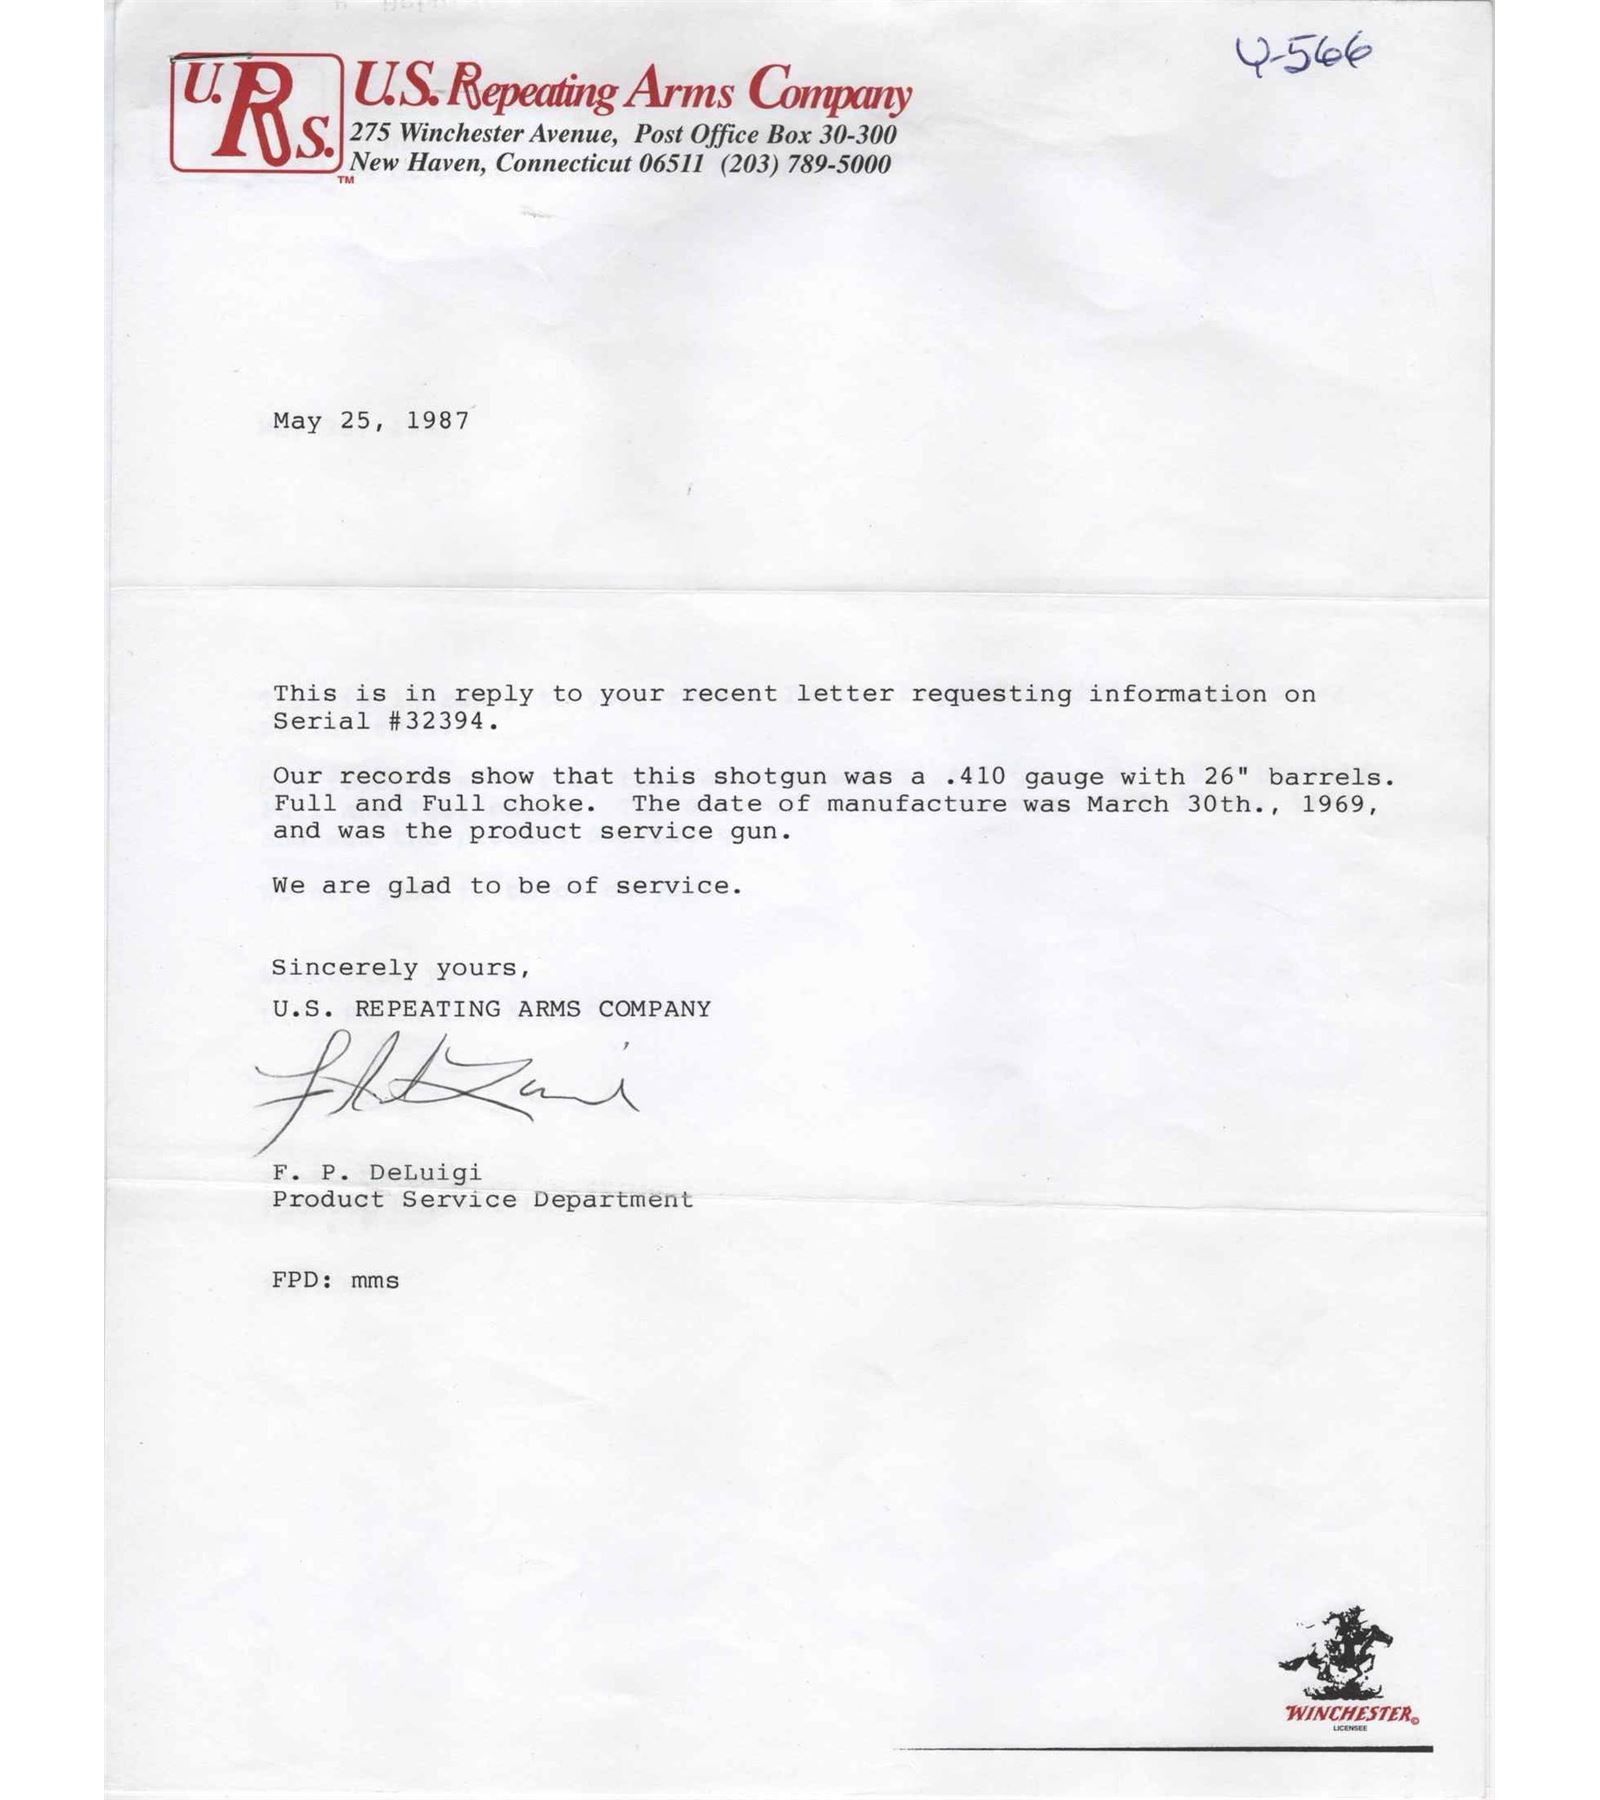 U-566
U.R.S.
TM
U.S. Repeating Arms Company
275 Winchester Avenue, Post Office Box 30-300
New Haven, Connecticut 06511 (203) 789-5000
May 25, 1987
This is in reply to your recent letter requesting information on
Serial #32394.
Our records show that this shotgun was a .410 gauge with 26" barrels.
Full and Full choke. The date of manufacture was March 30th., 1969,
and was the product service gun.
We are glad to be of service.
Sincerely yours,
U.S. REPEATING ARMS COMPANY
F. P. DeLuigi
Product Service Department
FPD: mms
WINCHESTER
LICENSEE